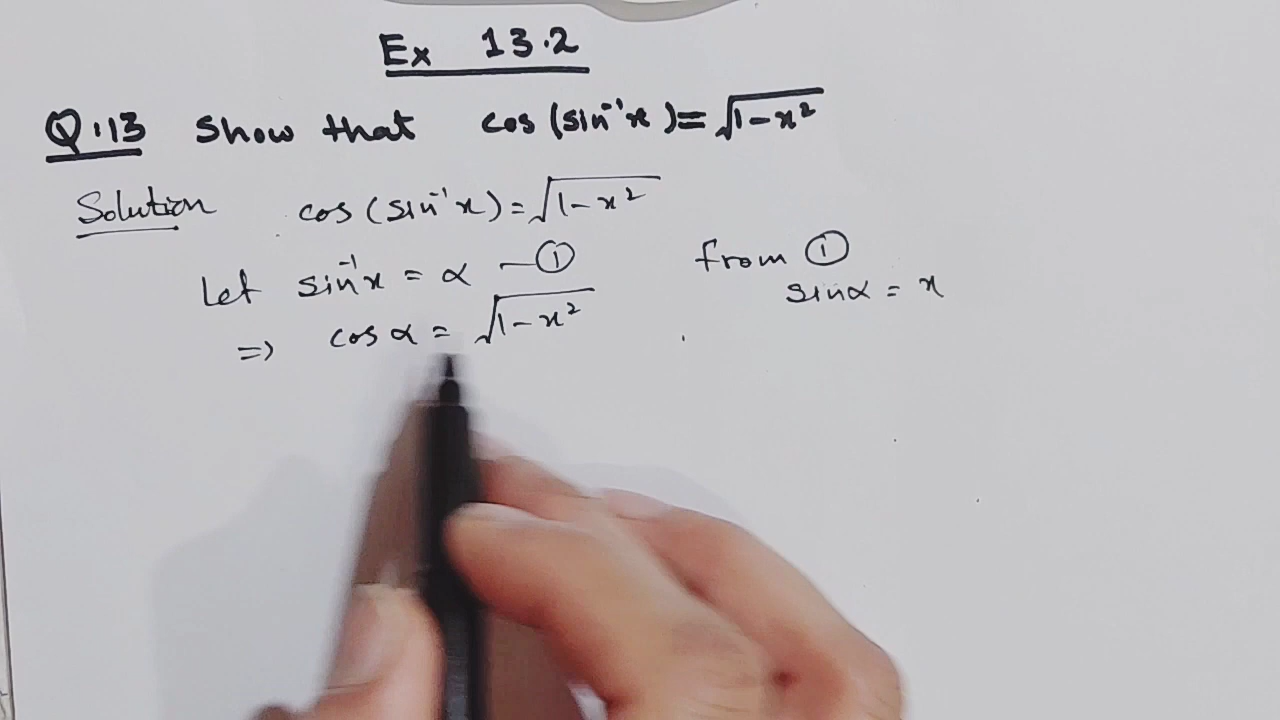 Ex 13.2
Q.13 Show that cos(sin⁻¹x)=√1-x²
Solution cos(sin⁻¹x)=√1-x²
Let sin⁻¹x = α —① from ①
sinα = x
=> cos α = √1-x²